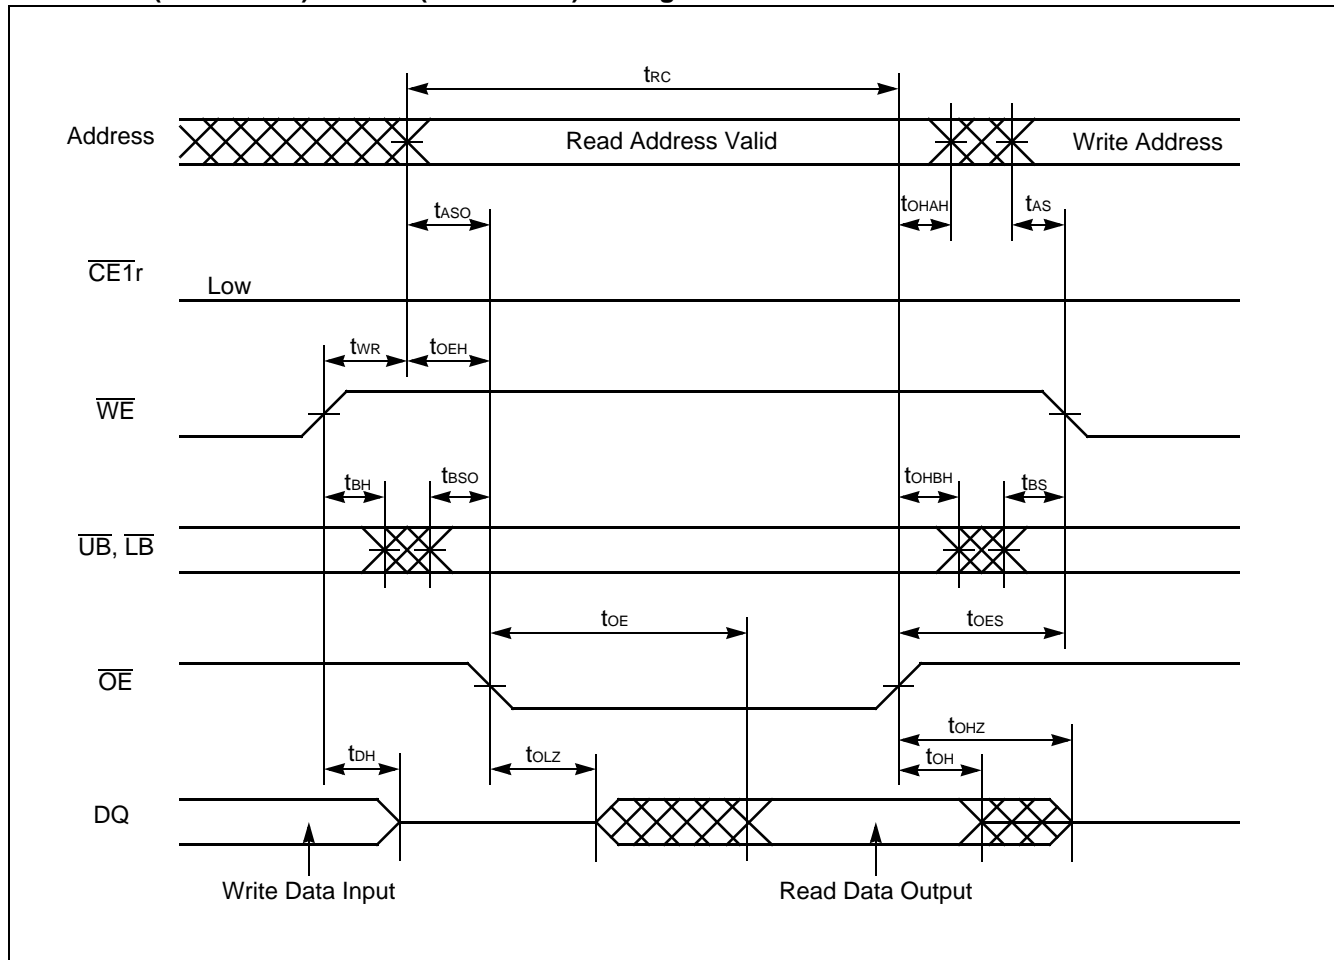 tRC
Address
Read Address Valid
Write Address
tASO
tOHAH
tAS
CE1r
Low
tWR
tOEH
WE
tBH
tBSO
tOHBH
tBS
UB, LB
tOE
tOES
OE
tDH
tOLZ
tOHZ
tOH
DQ
Write Data Input
Read Data Output